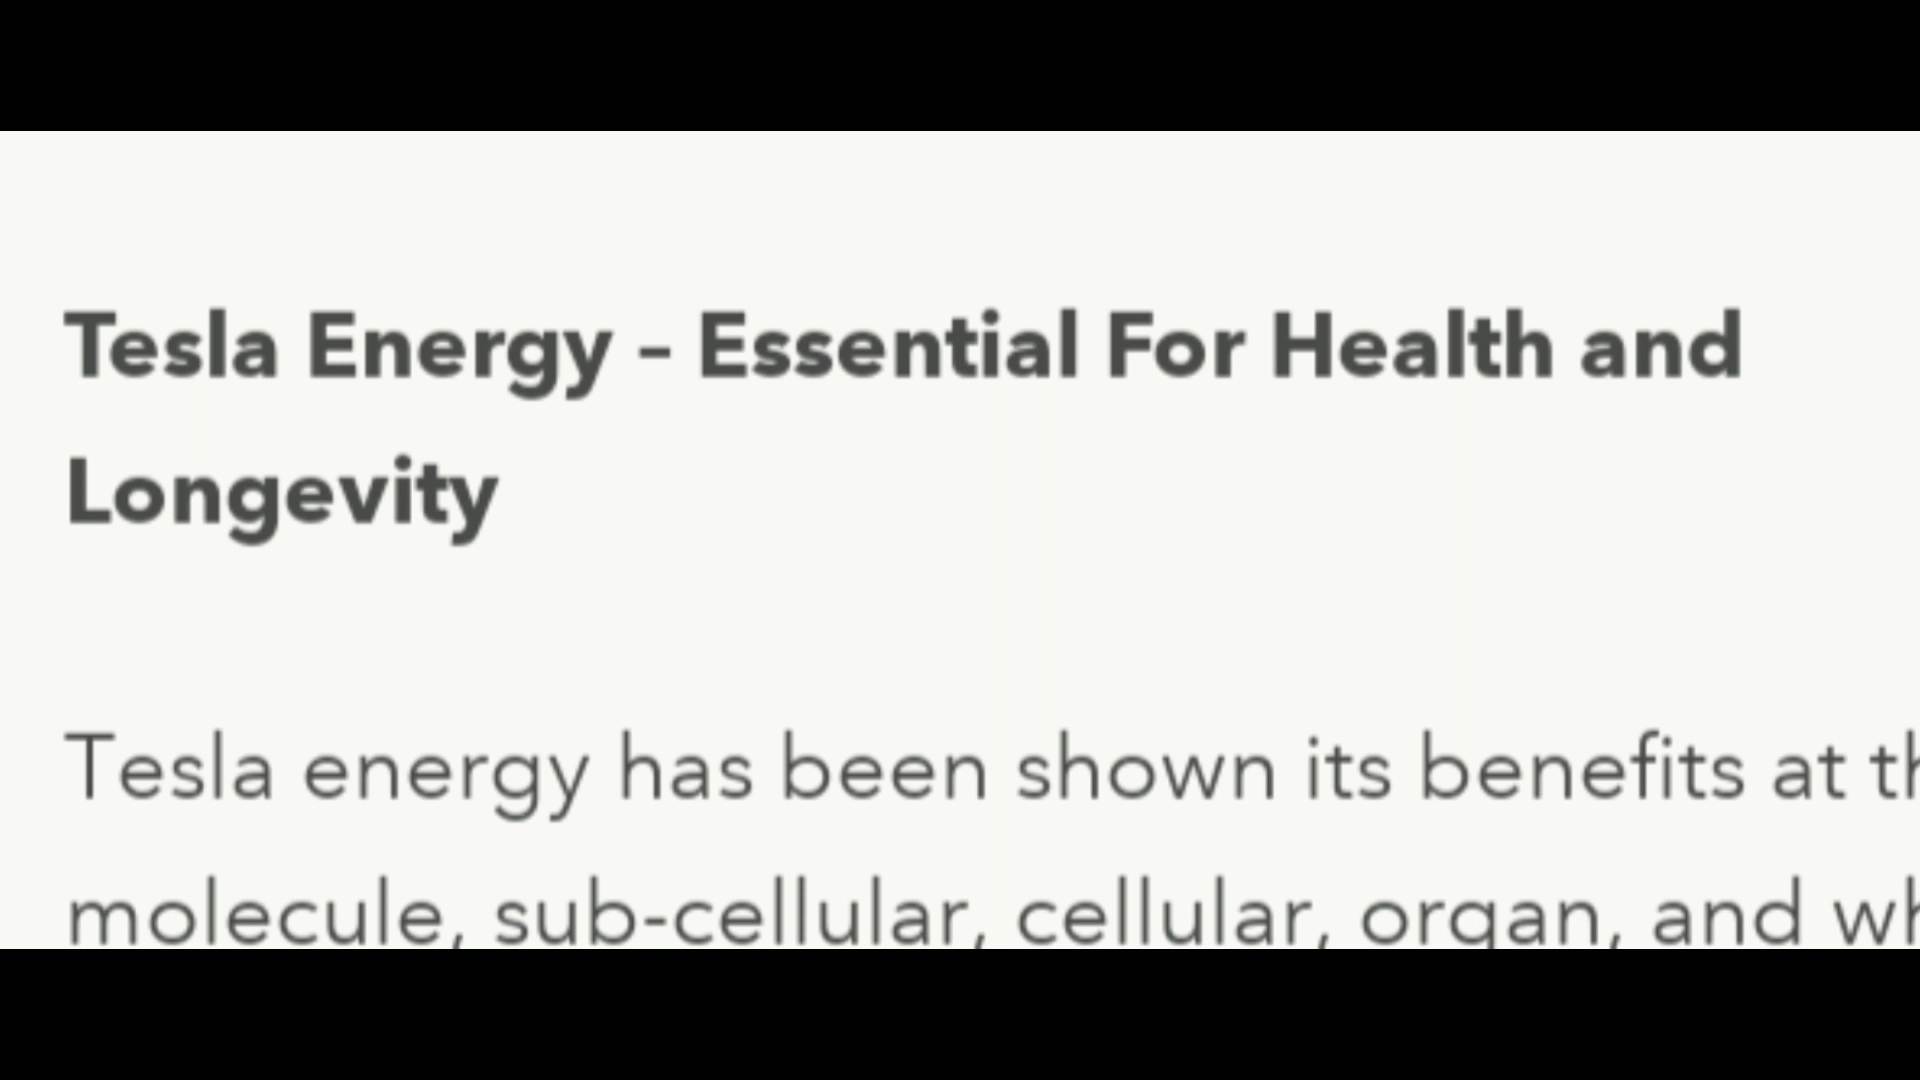 Tesla Energy - Essential For Health and
Longevity
Tesla energy has been shown its benefits at
molecule, sub-cellular, cellular, organ, and